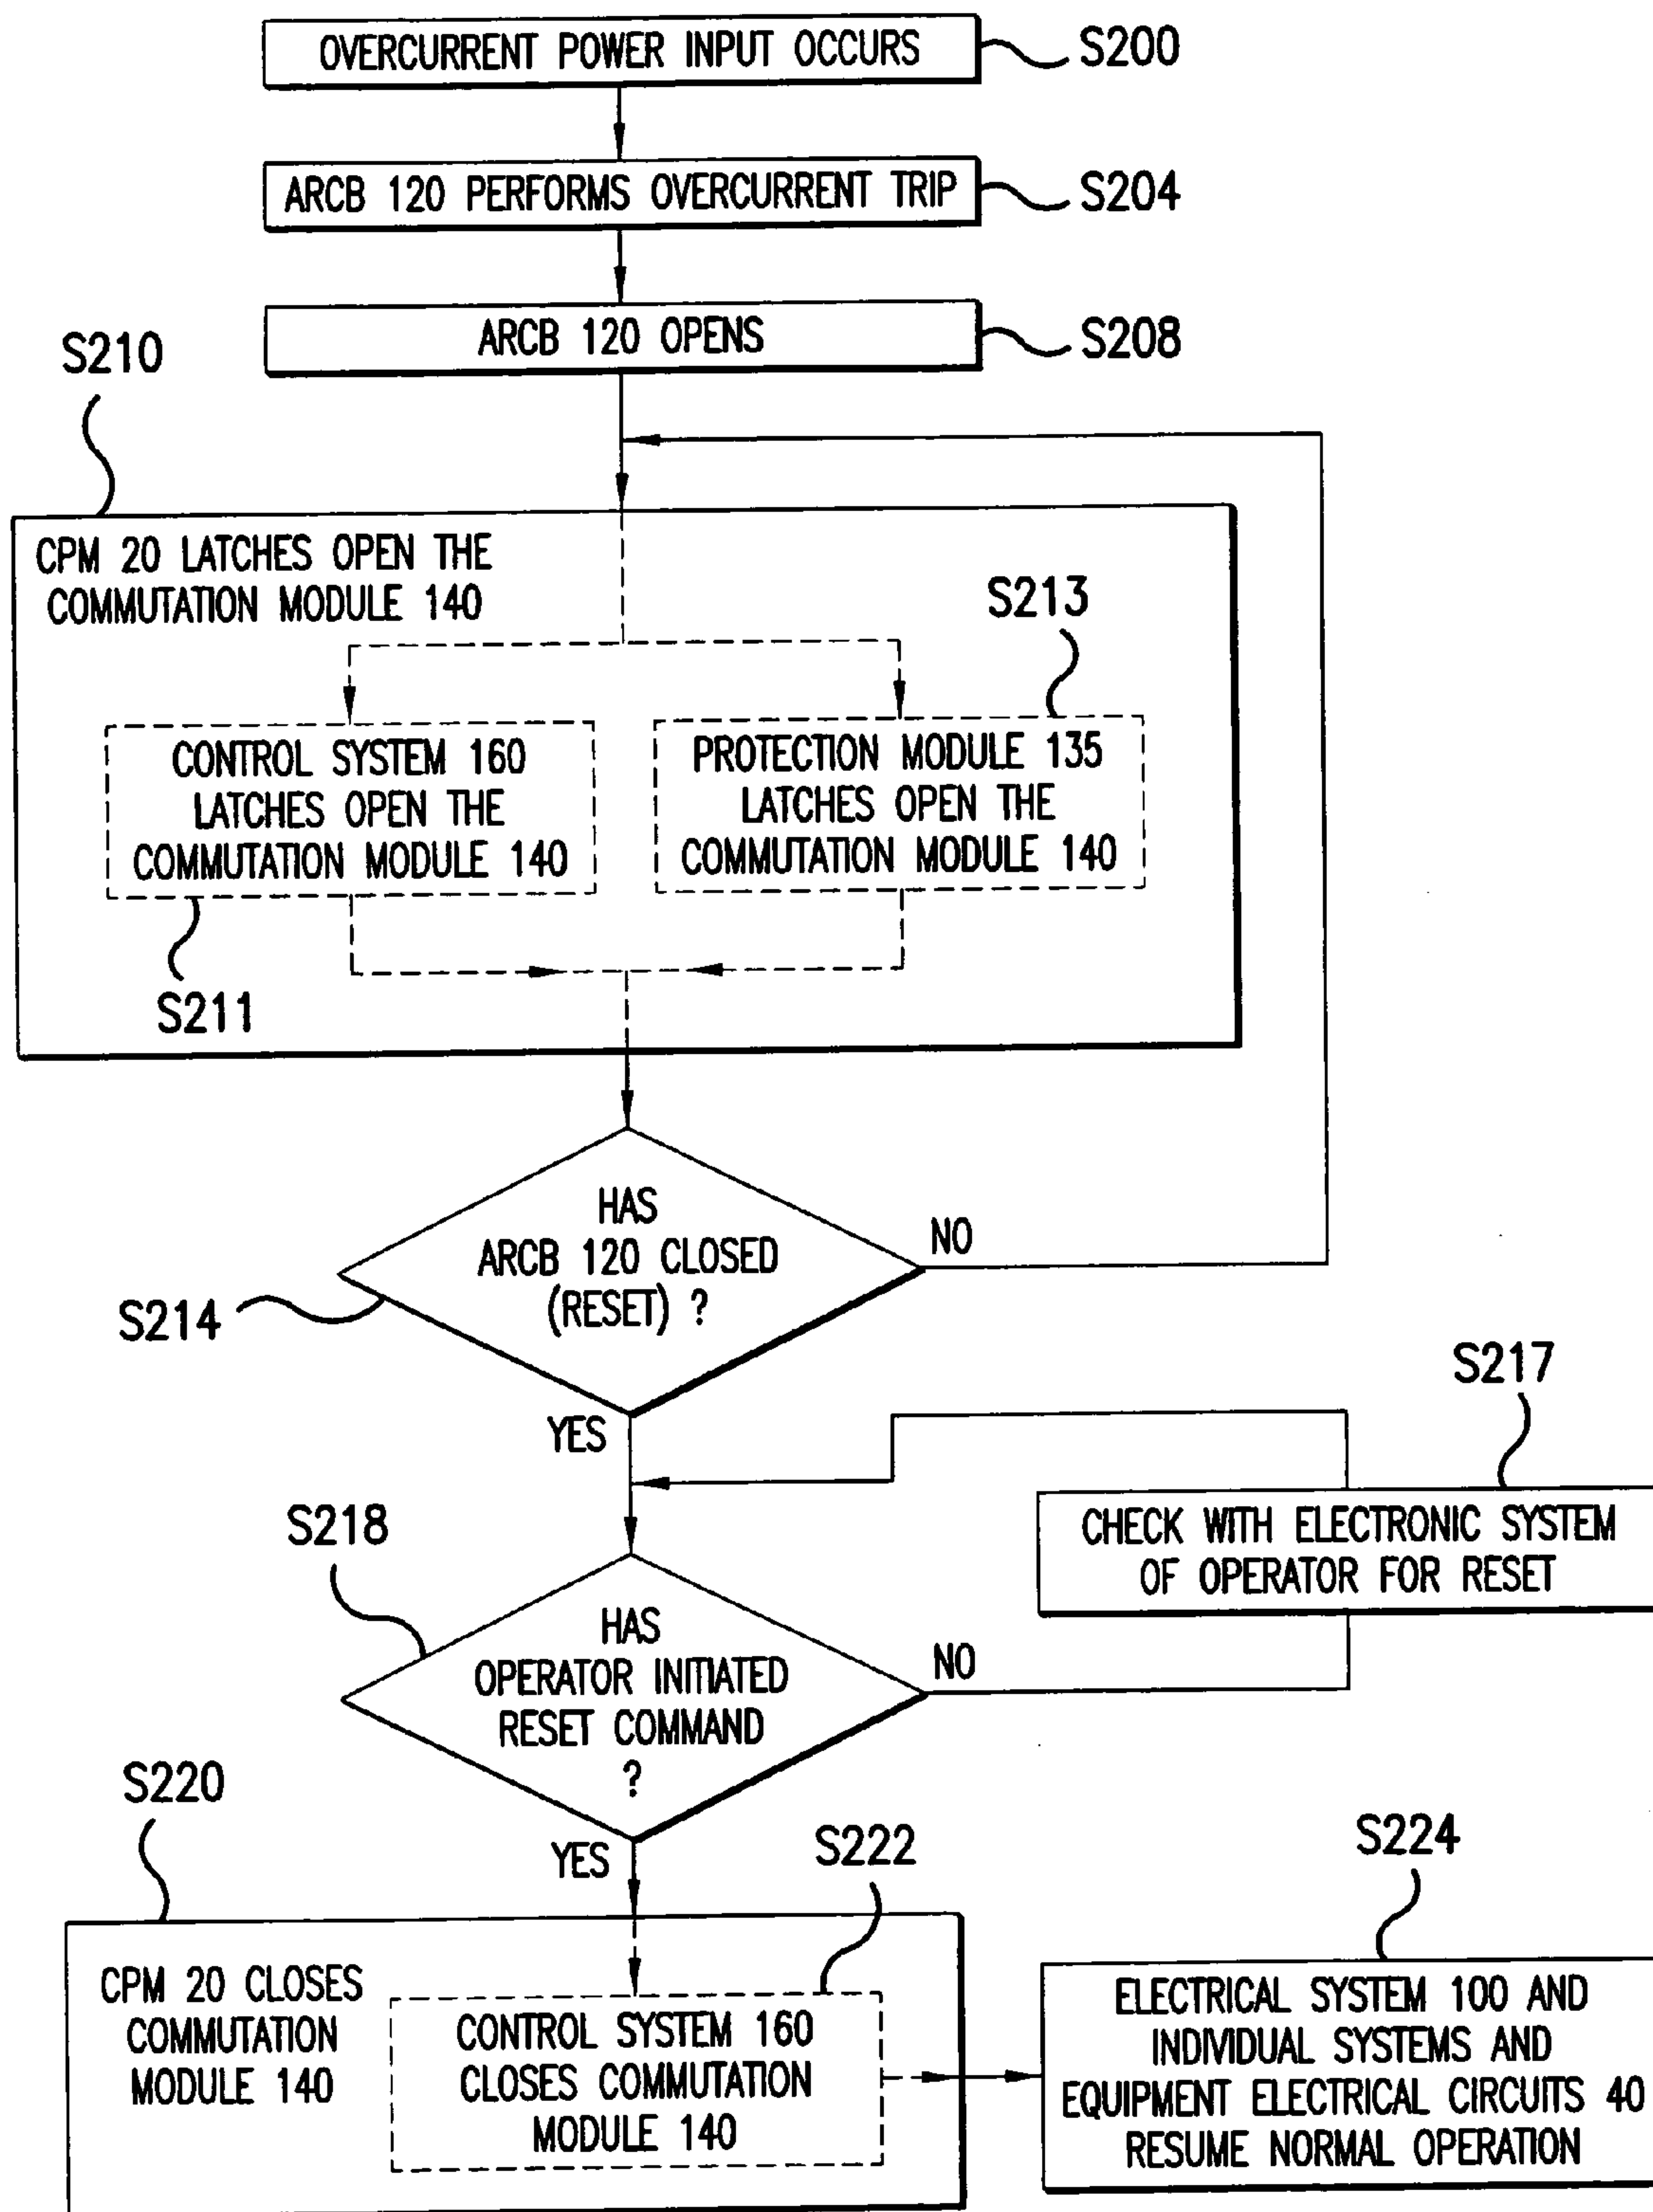 OVERCURRENT POWER INPUT OCCURS
S200
ARCB 120 PERFORMS OVERCURRENT TRIP
S204
ARCB 120 OPENS
S208
S210
CPM 20 LATCHES OPEN THE
COMMUTATION MODULE 140
S213
CONTROL SYSTEM 160
LATCHES OPEN THE
COMMUTATION MODULE 140
PROTECTION MODULE 135
LATCHES OPEN THE
COMMUTATION MODULE 140
S211
HAS
ARCB 120 CLOSED
(RESET) ?
NO
S214
YES
S217
CHECK WITH ELECTRONIC SYSTEM
OF OPERATOR FOR RESET
S218
HAS
OPERATOR INITIATED
RESET COMMAND
?
NO
YES
S220
S222
S224
CPM 20 CLOSES
COMMUTATION
MODULE 140
CONTROL SYSTEM 160
CLOSES COMMUTATION
MODULE 140
ELECTRICAL SYSTEM 100 AND
INDIVIDUAL SYSTEMS AND
EQUIPMENT ELECTRICAL CIRCUITS 40
RESUME NORMAL OPERATION